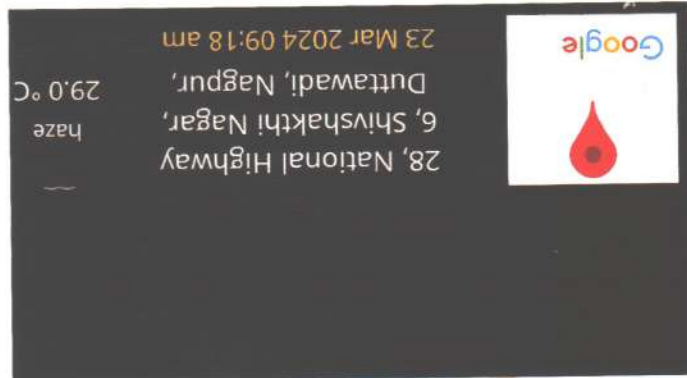 28, National Highway
6, Shivshakthi Nagar,
Duttawadi, Nagpur,
23 Mar 2024 09:18 am
haze
29.0 °C
Google